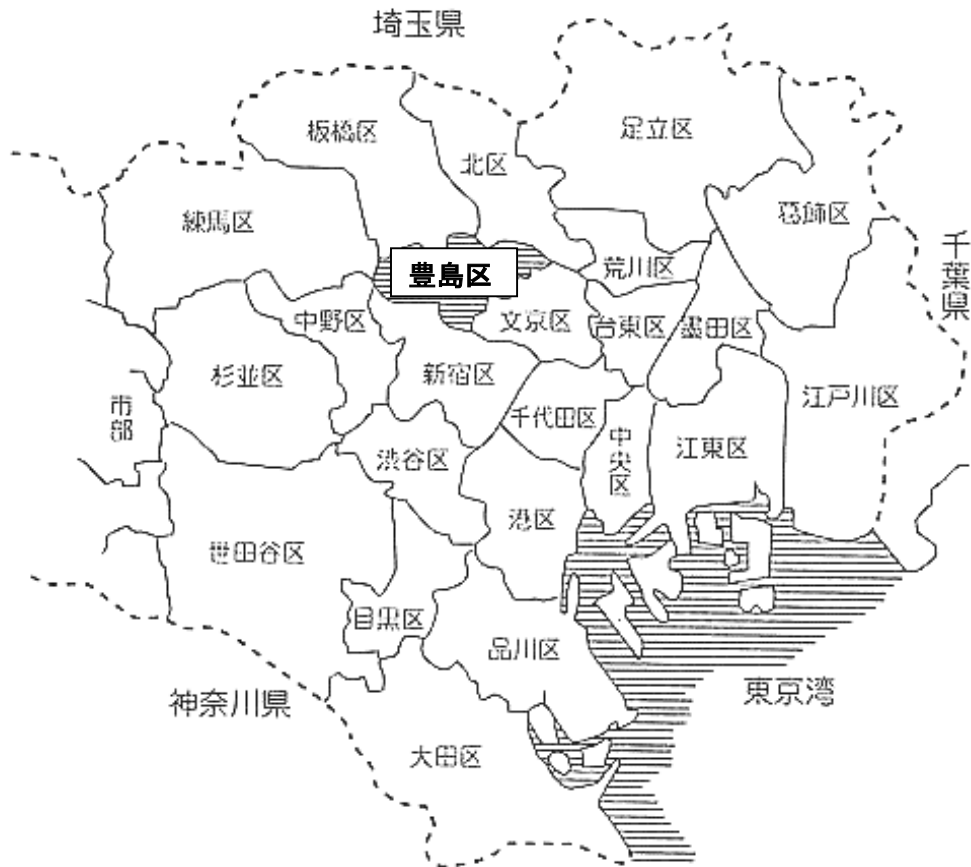 埼玉県
板橋区
足立区
北区
練馬区
葛飾区
千葉県
荒川区
豊島区
中野区
文京区
台東区
墨田区
杉並区
新宿区
江戸川区
市部
千代田区
渋谷区
中央区
江東区
港区
世田谷区
目黒区
品川区
神奈川県
東京湾
大田区